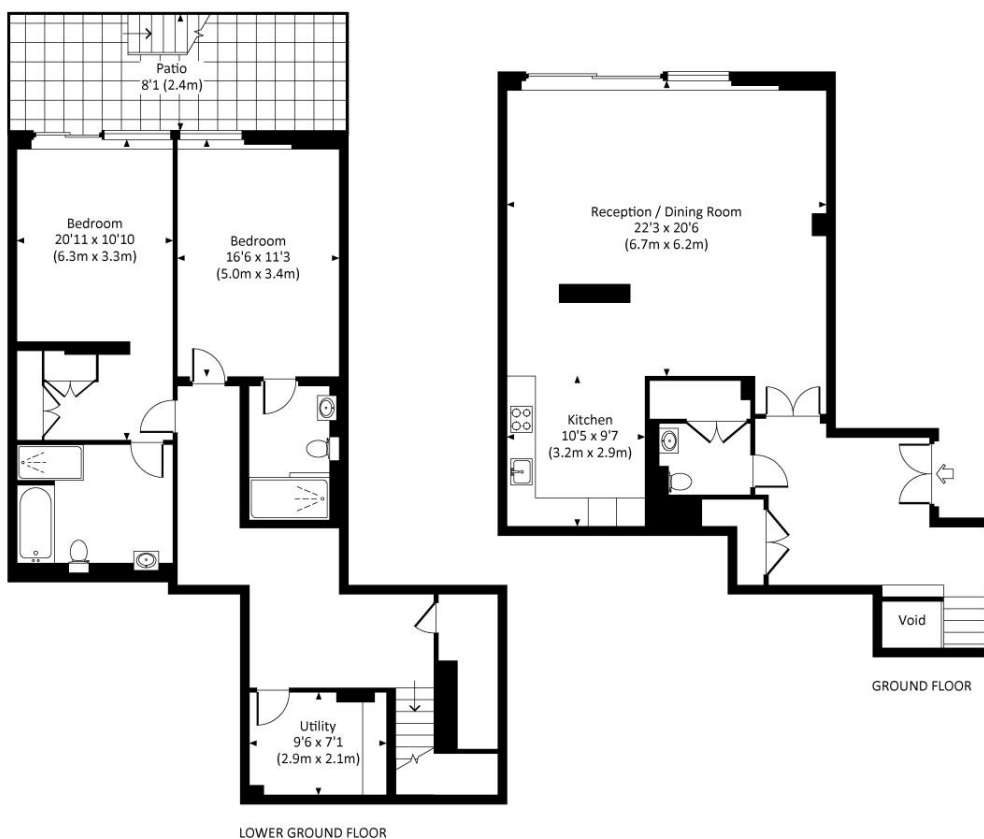 Patio
8'1 (2.4m)
Bedroom
20'11 x 10'10
(6.3m x 3.3m)
Bedroom
16'6 x 11'3
(5.0m x 3.4m)
Utility
9'6 x 7'1
(2.9m x 2.1m)
LOWER GROUND FLOOR
Reception / Dining Room
22'3 x 20'6
(6.7m x 6.2m)
Kitchen
10'5 x 9'7
(3.2m x 2.9m)
Void
GROUND FLOOR